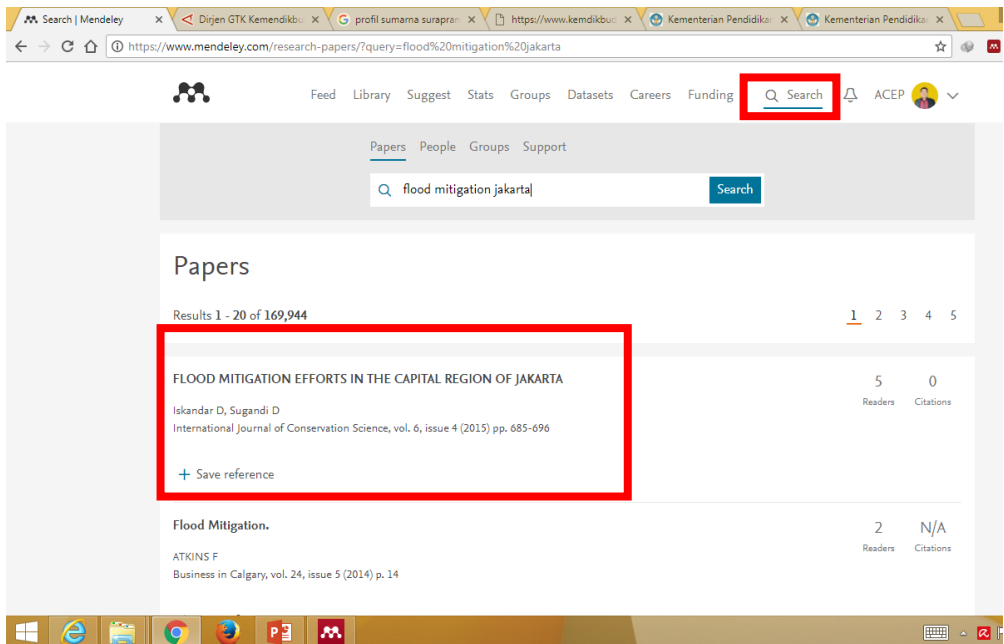 Search | Mendeley
Dirjen GTK Kemendikbu
profil sumarna surapran
https://www.kemdikbud
Kementerian Pendidikan
Kementerian Pendidikan
https://www.mendeley.com/research-papers/?query=flood%20mitigation%20jakarta
Feed Library Suggest Stats Groups Datasets Careers Funding Search ACEP
Papers People Groups Support
flood mitigation jakarta
Search
Papers
Results 1 - 20 of 169,944
1 2 3 4 5
FLOOD MITIGATION EFFORTS IN THE CAPITAL REGION OF JAKARTA
5 0
Readers Citations
Iskandar D, Sugandi D
International Journal of Conservation Science, vol. 6, issue 4 (2015) pp. 685-696
+ Save reference
Flood Mitigation.
2 N/A
Readers Citations
ATKINS F
Business in Calgary, vol. 24, issue 5 (2014) p. 14